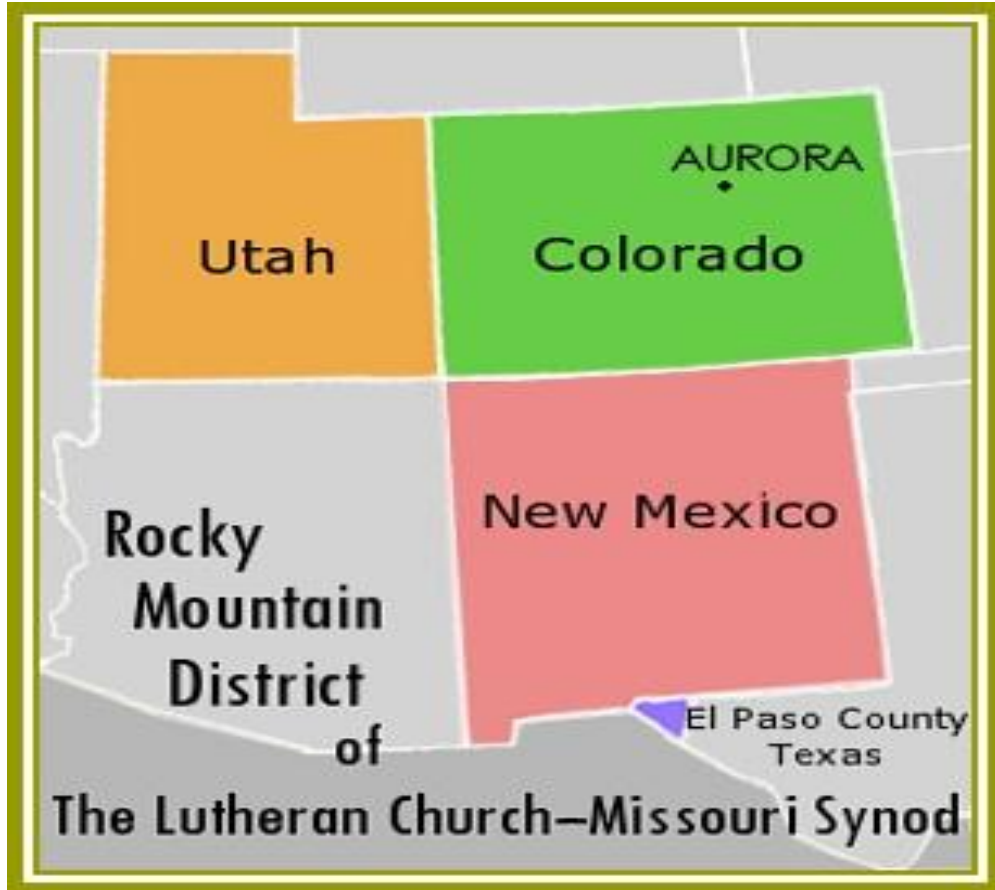 AURORA
Utah
Colorado
New Mexico
Rocky
Mountain
District
of
El Paso County
Texas
The Lutheran Church–Missouri Synod